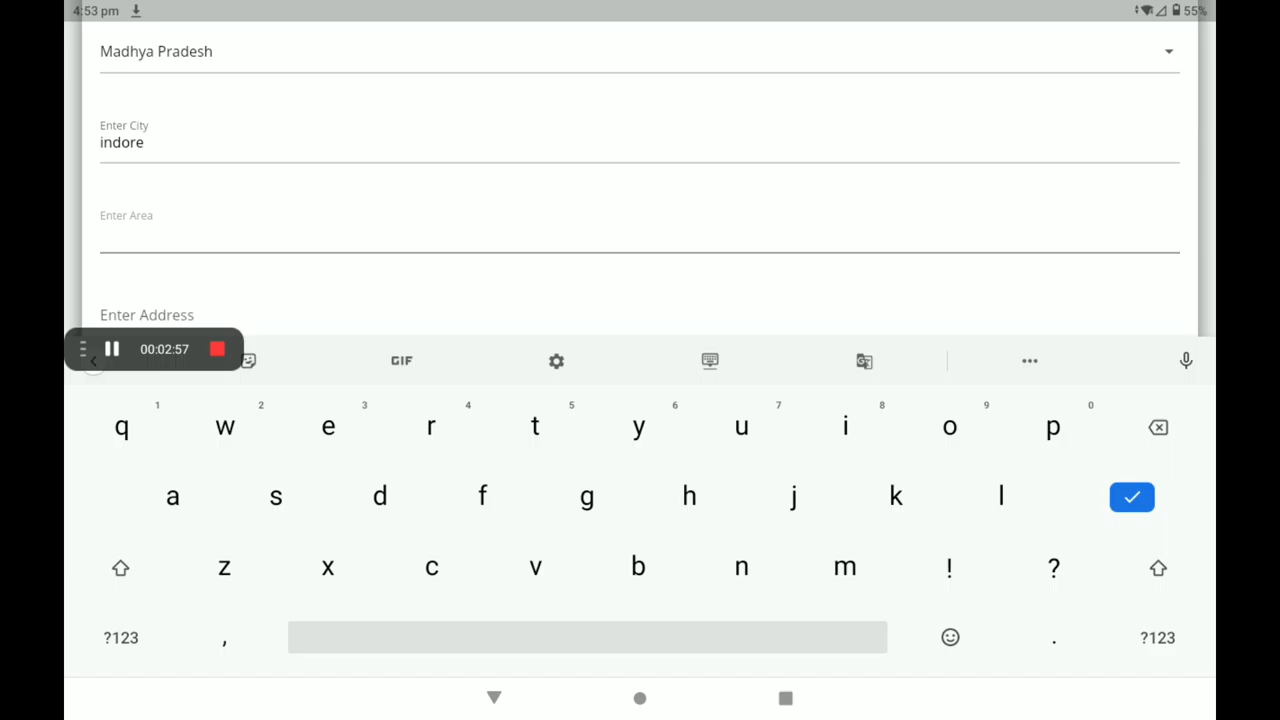 4:53 pm 55%
Madhya Pradesh
Enter City
indore
Enter Area
Enter Address
00:02:57
GIF
1 2 3 4 5 6 7 8 9 0
q w e r t y u i o p
a s d f g h j k l
z x c v b n m ! ?
?123 , . ?123